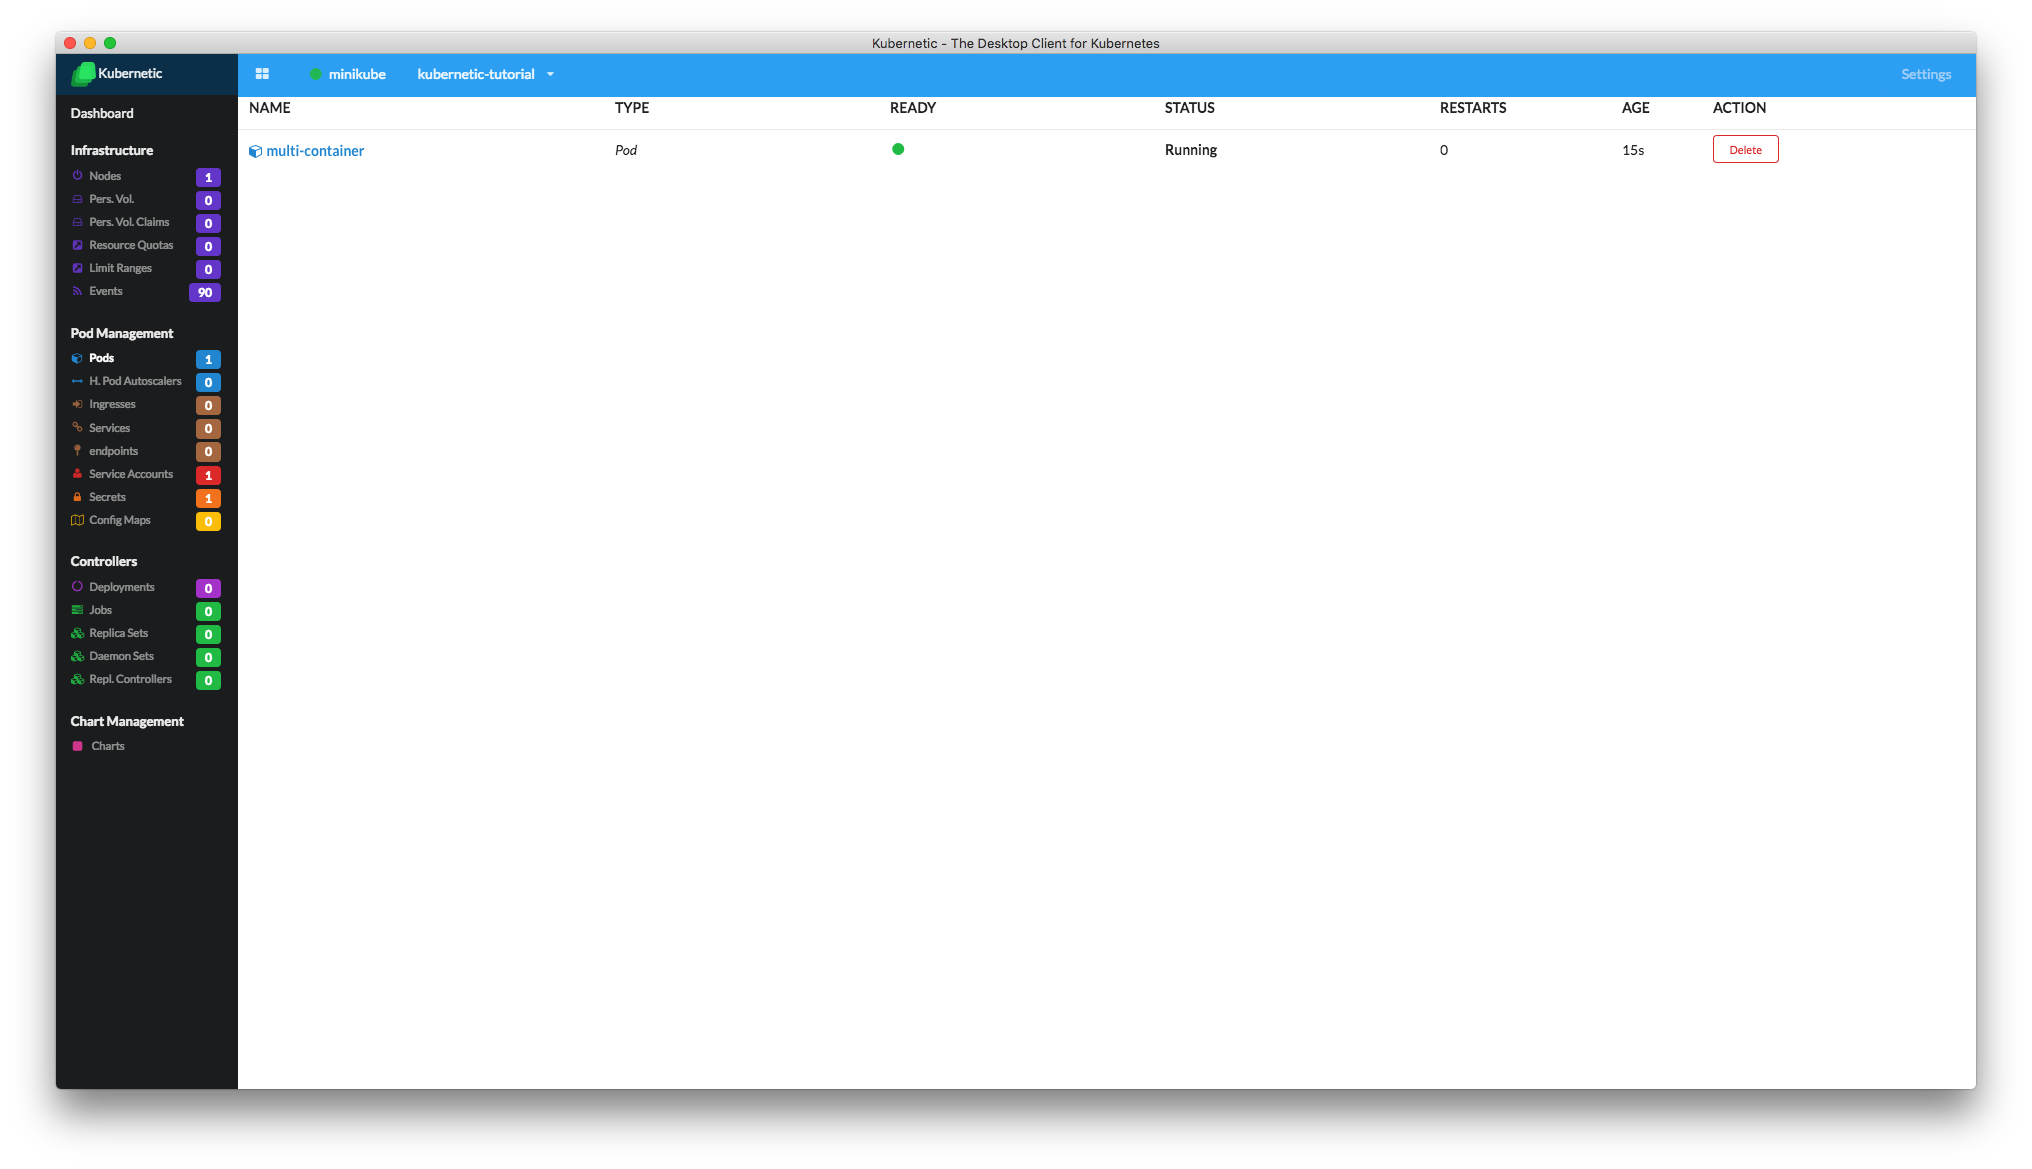 Kubernetic - The Desktop Client for Kubernetes
Kubernetic
minikube kubernetic-tutorial Settings
Dashboard
Infrastructure
Nodes 1
Pers. Vol. 0
Pers. Vol. Claims 0
Resource Quotas 0
Limit Ranges 0
Events 90
Pod Management
Pods 1
H. Pod Autoscalers 0
Ingresses 0
Services 0
endpoints 0
Service Accounts 1
Secrets 1
Config Maps 0
Controllers
Deployments 0
Jobs 0
Replica Sets 0
Daemon Sets 0
Repl. Controllers 0
Chart Management
Charts
NAME TYPE READY STATUS RESTARTS AGE ACTION
multi-container Pod Running 0 15s Delete